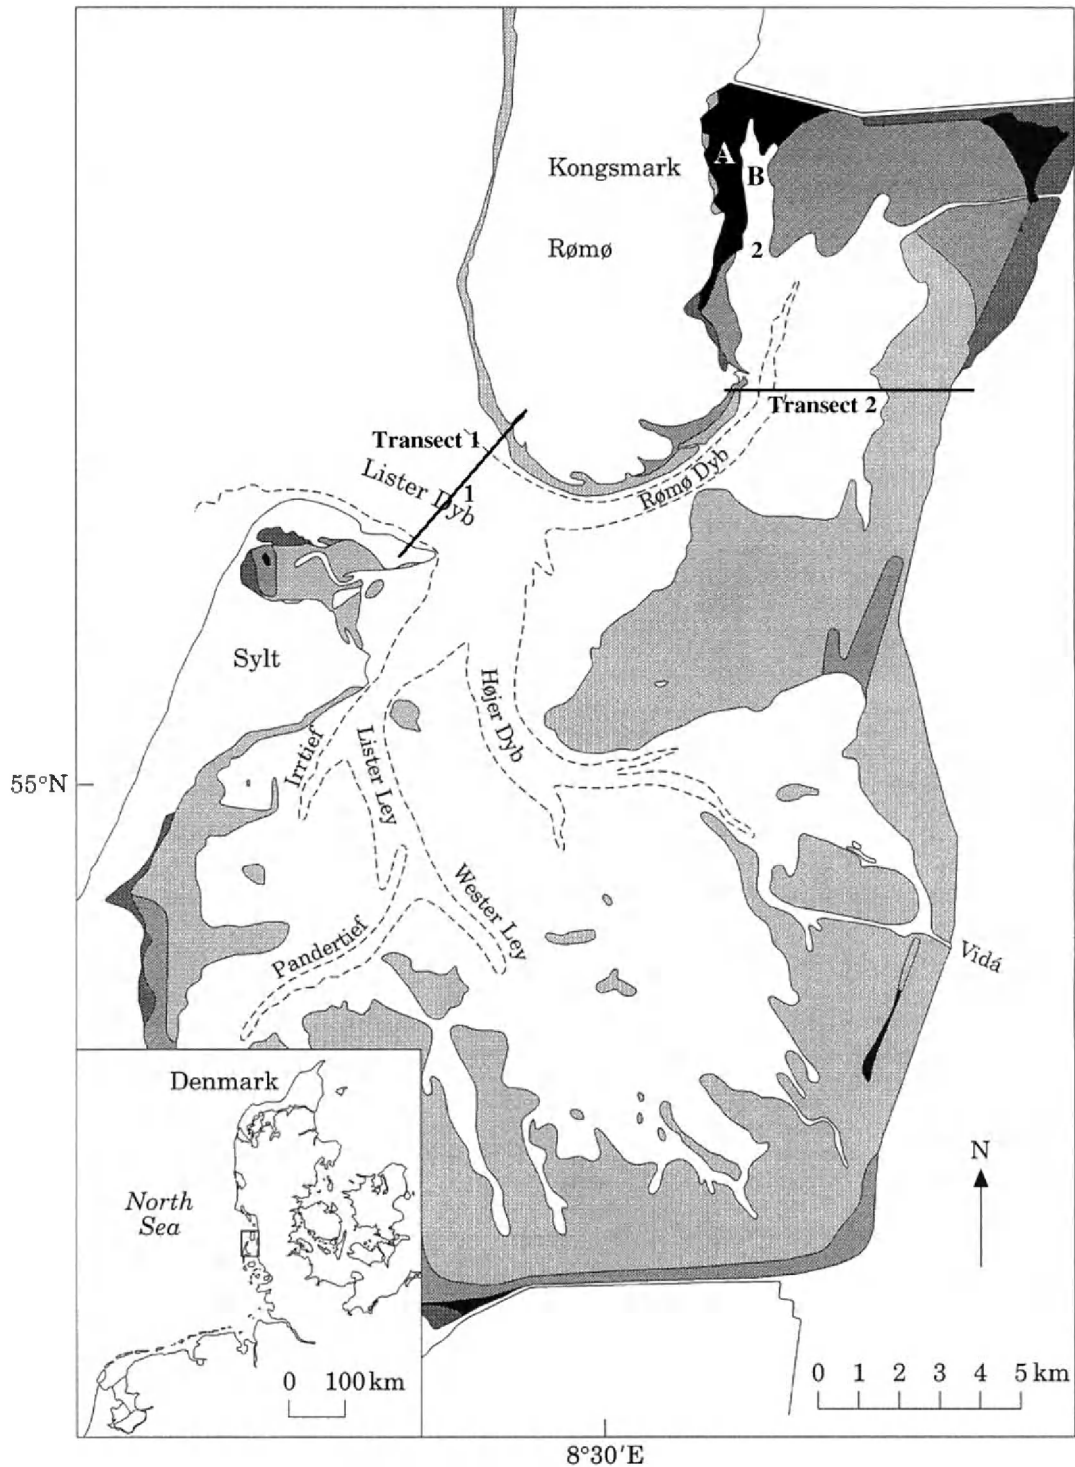 A
B
Kongsmark
Rømø
2
Transect 2
Transect 1
Lister Dyb
1
Rømø Dyb
Sylt
Højer Dyb
Irrtief
Lister Ley
55°N
Wester Ley
Pandertief
Vidá
Denmark
North
Sea
N
0 100 km
0 1 2 3 4 5 km
8°30′E